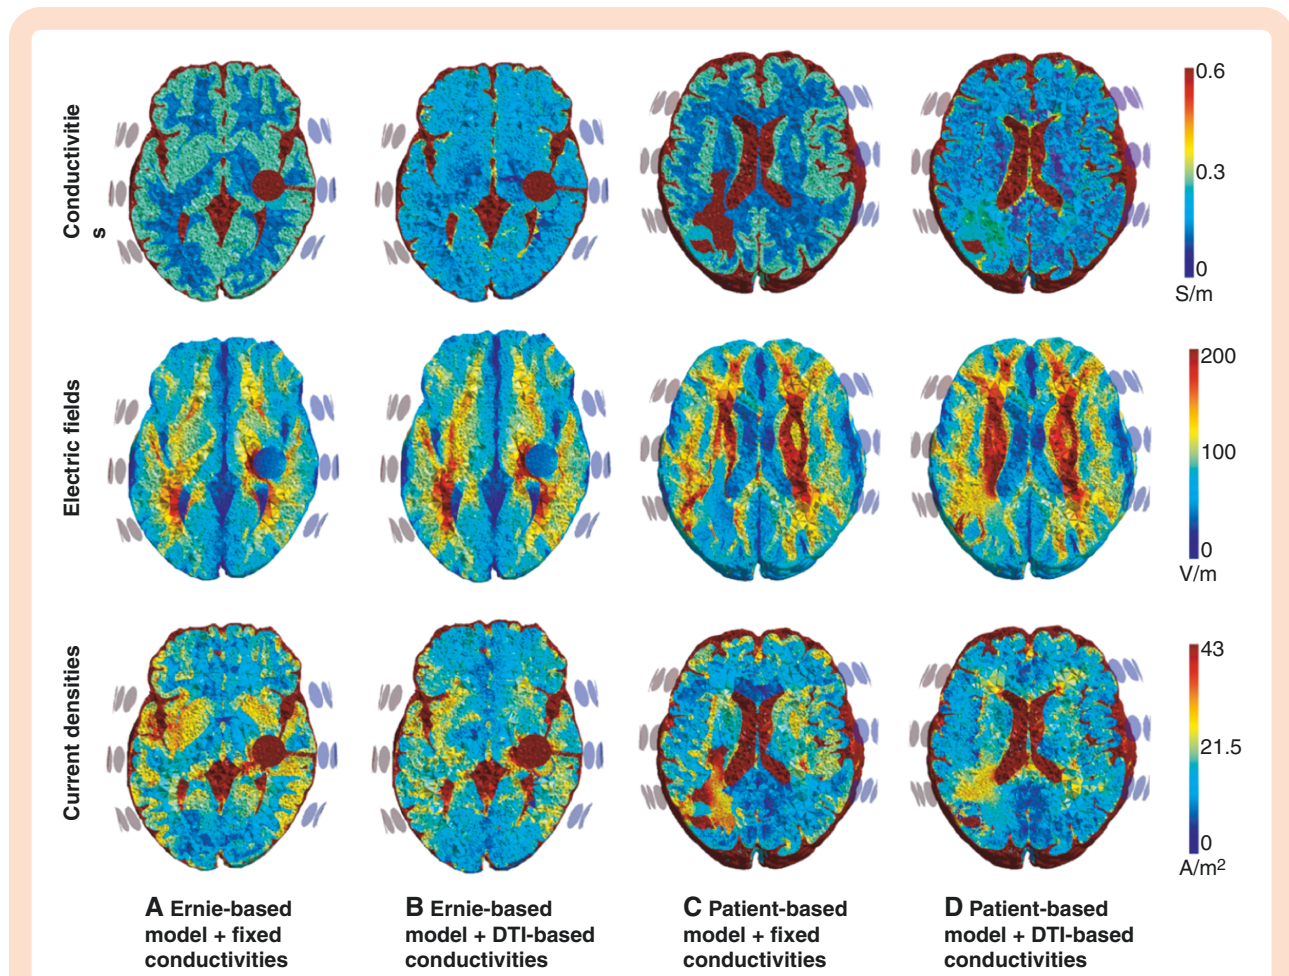 Conductivitie
s
0.6
0.3
0
S/m
Electric fields
200
100
0
V/m
Current densities
43
21.5
0
A/m²
A Ernie-based
model + fixed
conductivities
B Ernie-based
model + DTI-based
conductivities
C Patient-based
model + fixed
conductivities
D Patient-based
model + DTI-based
conductivities